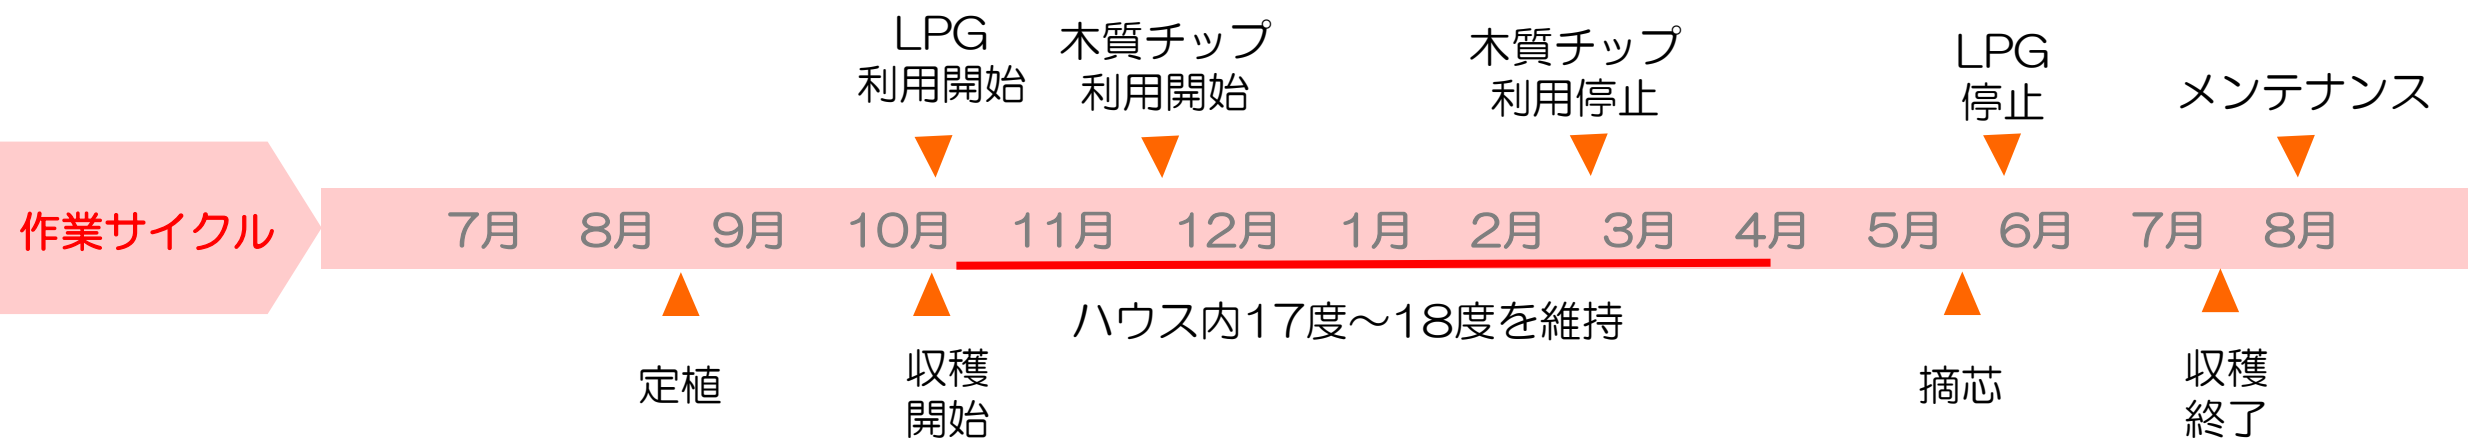 LPG
利用開始
木質チップ
利用開始
木質チップ
利用停止
LPG
停止
メンテナンス
作業サイクル
7月 8月 9月 10月 11月 12月 1月 2月 3月 4月 5月 6月 7月 8月
ハウス内17度～18度を維持
定植
収穫
開始
摘芯
収穫
終了